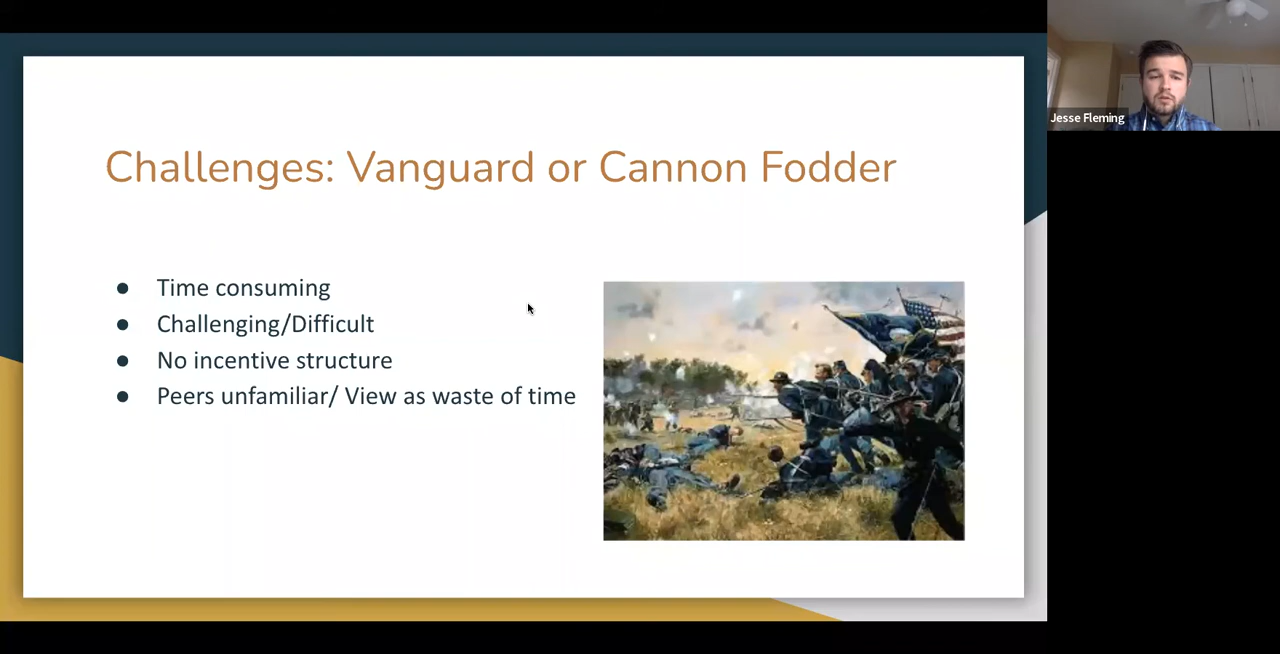 Challenges: Vanguard or Cannon Fodder
Time consuming
Challenging/Difficult
No incentive structure
Peers unfamiliar/ View as waste of time
Jesse Fleming